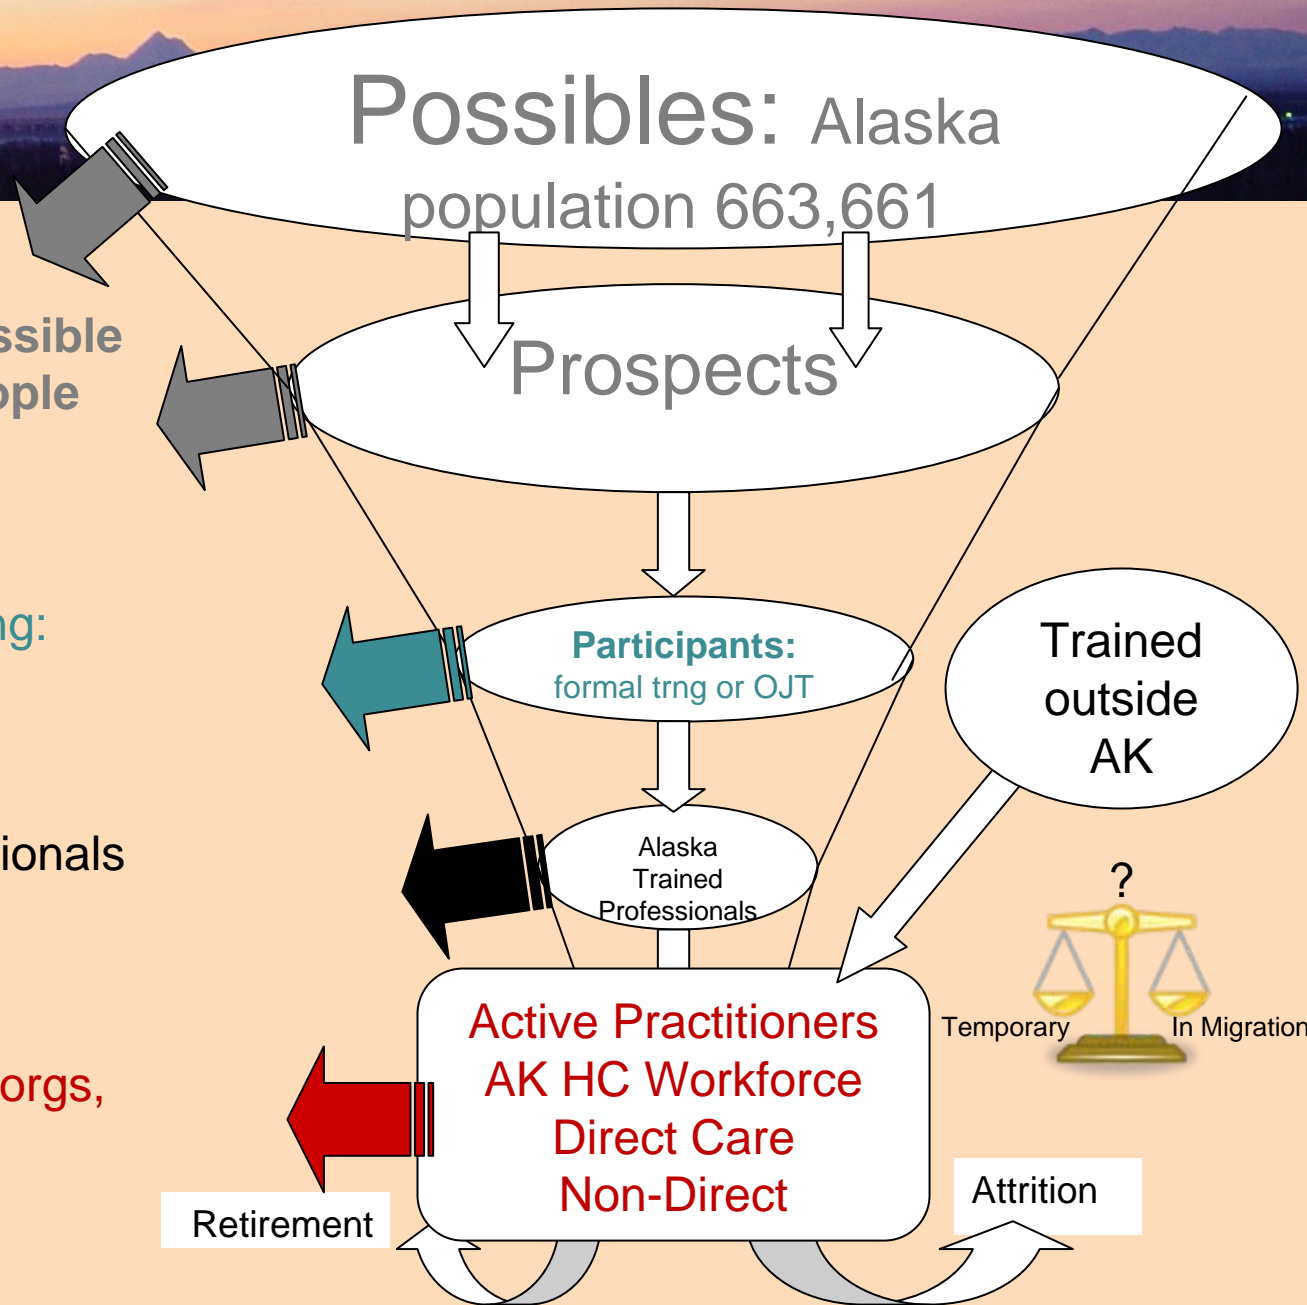 Possibles: Alaska
population 663,661
ssible
ople
Prospects
ng:
Participants:
formal trng or OJT
Trained
outside
AK
ionals
Alaska
Trained
Professionals
?
Temporary
In Migration
orgs,
Active Practitioners
AK HC Workforce
Direct Care
Non-Direct
Retirement
Attrition